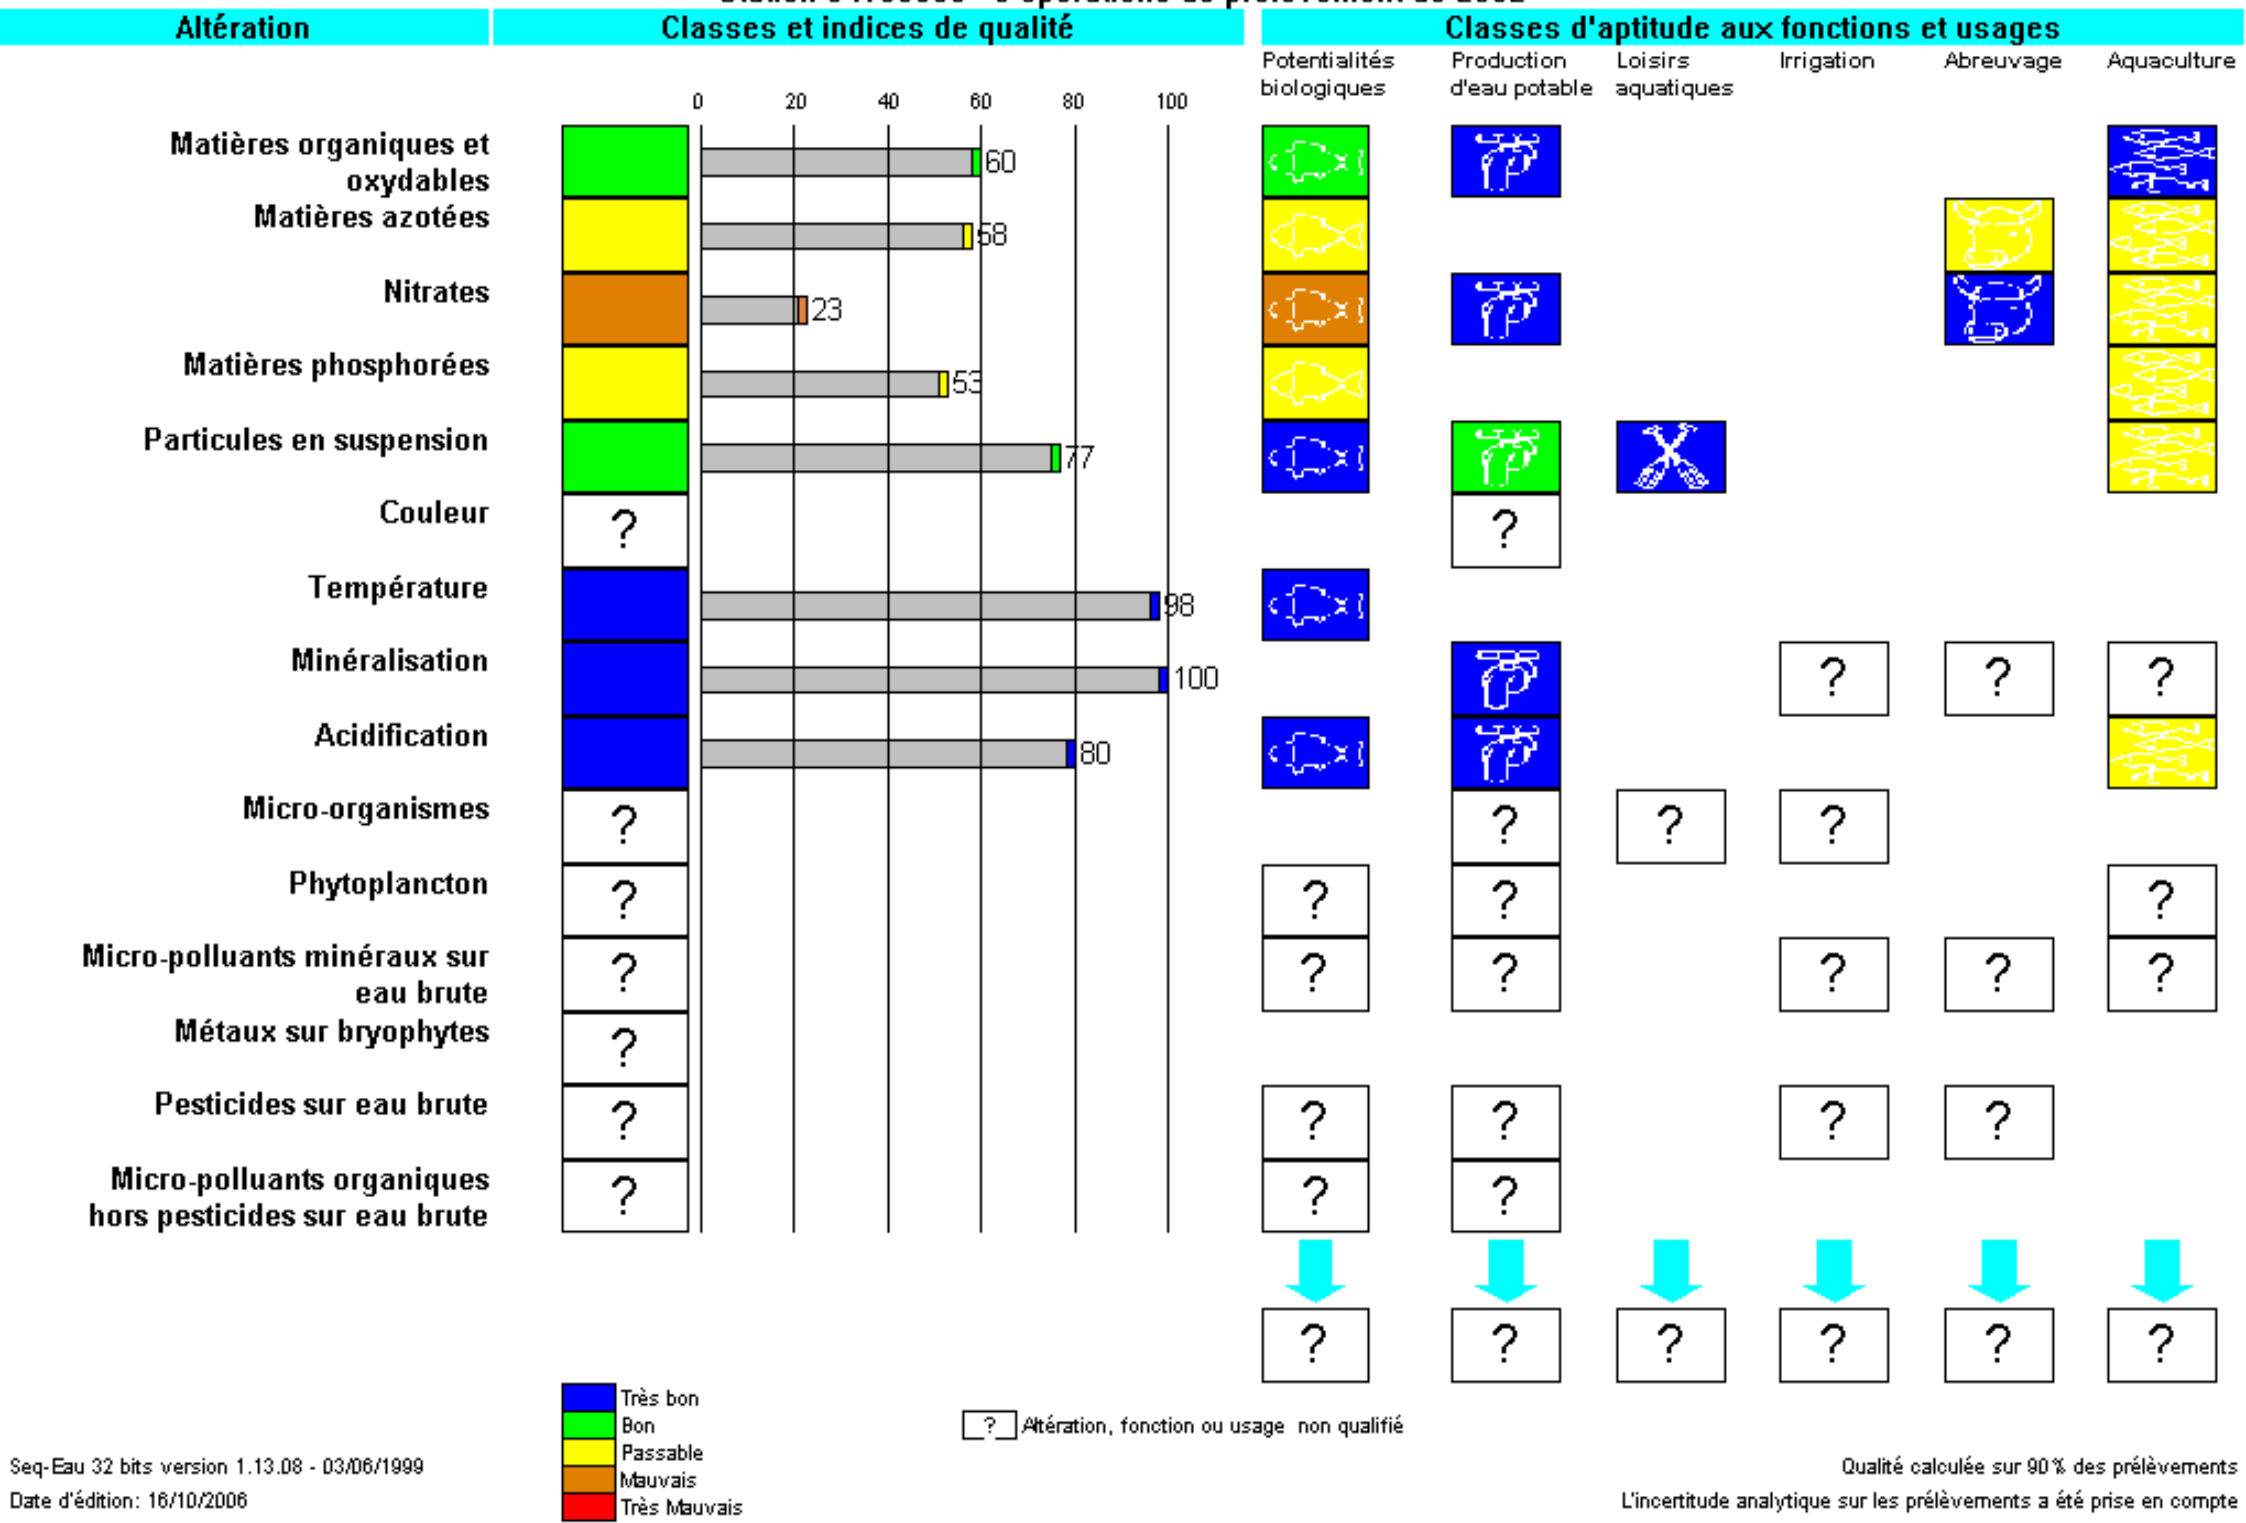 Altération
Classes et indices de qualité
Classes d'aptitude aux fonctions et usages
Potentialités
biologiques
Production
d'eau potable
Loisirs
aquatiques
Irrigation
Abreuvage
Aquaculture
0 20 40 60 80 100
Matières organiques et
oxydables
60
Matières azotées
58
Nitrates
23
Matières phosphorées
53
Particules en suspension
77
Couleur
? ?
Température
98
Minéralisation
100
? ? ?
Acidification
80
Micro-organismes
? ? ? ?
Phytoplancton
? ? ? ?
Micro-polluants minéraux sur
eau brute
? ? ? ? ? ?
Métaux sur bryophytes
?
Pesticides sur eau brute
? ? ? ? ?
Micro-polluants organiques
hors pesticides sur eau brute
? ? ?
? ? ? ? ? ?
Très bon
Bon
Passable
Mauvais
Très Mauvais
? Altération, fonction ou usage non qualifié
Seq-Eau 32 bits version 1.13.08 - 03/06/1999
Date d'édition: 16/10/2006
Qualité calculée sur 90% des prélèvements
L'incertitude analytique sur les prélèvements a été prise en compte